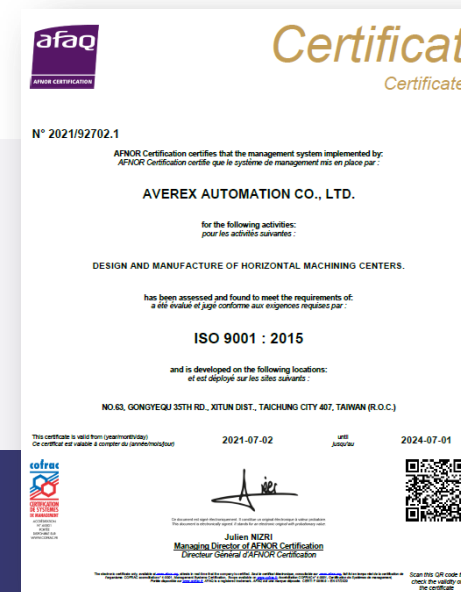 afaq
AFNOR CERTIFICATION
Certificat
Certificate
N° 2021/92702.1
AFNOR Certification certifies that the management system implemented by:
AFNOR Certification certifie que le système de management mis en place par :
AVEREX AUTOMATION CO., LTD.
for the following activities:
pour les activités suivantes :
DESIGN AND MANUFACTURE OF HORIZONTAL MACHINING CENTERS.
has been assessed and found to meet the requirements of:
a été évalué et jugé conforme aux exigences requises par :
ISO 9001 : 2015
and is developed on the following locations:
et est déployé sur les sites suivants :
NO.63, GONGYEQU 35TH RD., XITUN DIST., TAICHUNG CITY 407, TAIWAN (R.O.C.)
This certificate is valid from (year/month/day)
Ce certificat est valable à compter du (année/mois/jour)
2021-07-02
until
jusqu'au
2024-07-01
cofrac
CERTIFICATION
DE SYSTEMES
DE MANAGEMENT
Julien NIZRI
Managing Director of AFNOR Certification
Directeur Général d'AFNOR Certification
Scan this QR code t
check the validity o
the certificate